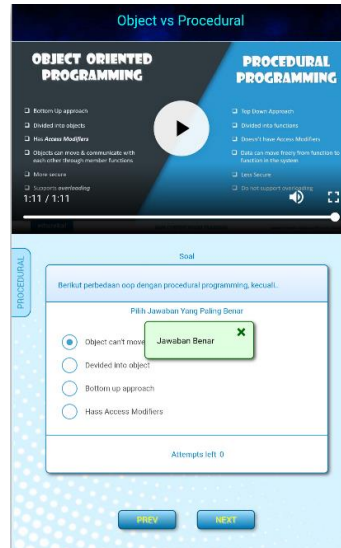 Object vs Procedural
OBJECT ORIENTED
PROGRAMMING
Bottom Up approach
Divided into objects
Has Access Modifiers
Objects can move & communicate with
each other through member functions
More secure
Supports overloading
PROCEDURAL
PROGRAMMING
Top Down Approach
Divided into functions
Doesn't have Access Modifiers
Data can move freely from function to
function in the system
Less Secure
Do not support overloading
1:11 / 1:11
PROCEDURAL
Soal
Berikut perbedaan oop dengan procedural programming, kecuali..
Pilih Jawaban Yang Paling Benar
Object can't move
Jawaban Benar
Devided into object
Bottom up approach
Hass Access Modifiers
Attempts left 0
PREV
NEXT